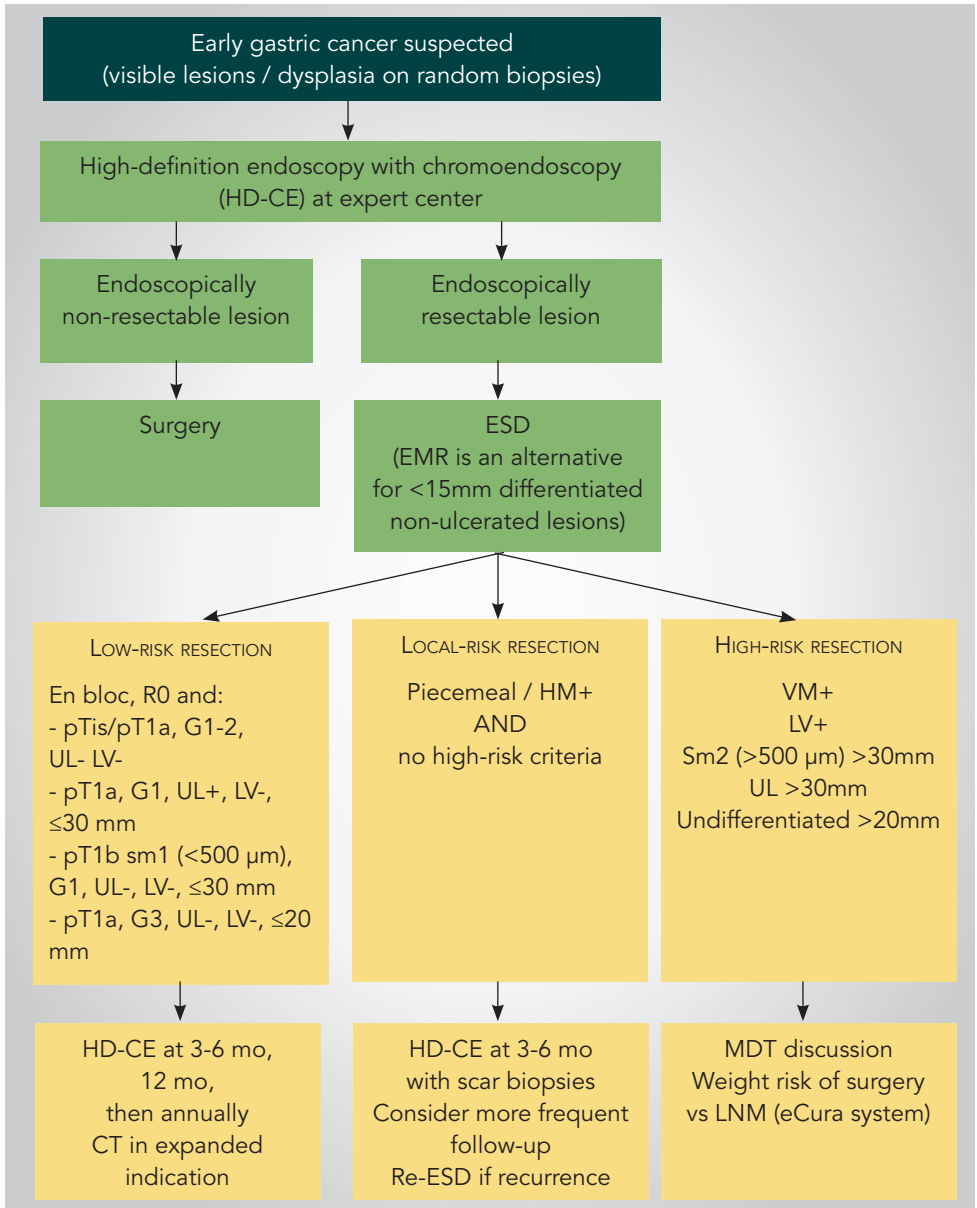 Early gastric cancer suspected
(visible lesions / dysplasia on random biopsies)
High-definition endoscopy with chromoendoscopy
(HD-CE) at expert center
Endoscopically
non-resectable lesion
Endoscopically
resectable lesion
Surgery
ESD
(EMR is an alternative
for <15mm differentiated
non-ulcerated lesions)
Low-risk resection
En bloc, R0 and:
- pTis/pT1a, G1-2,
UL- LV-
- pT1a, G1, UL+, LV-,
≤30 mm
- pT1b sm1 (<500 µm),
G1, UL-, LV-, ≤30 mm
- pT1a, G3, UL-, LV-, ≤20
mm
Local-risk resection
Piecemeal / HM+
AND
no high-risk criteria
High-risk resection
VM+
LV+
Sm2 (>500 µm) >30mm
UL >30mm
Undifferentiated >20mm
HD-CE at 3-6 mo,
12 mo,
then annually
CT in expanded
indication
HD-CE at 3-6 mo
with scar biopsies
Consider more frequent
follow-up
Re-ESD if recurrence
MDT discussion
Weight risk of surgery
vs LNM (eCura system)